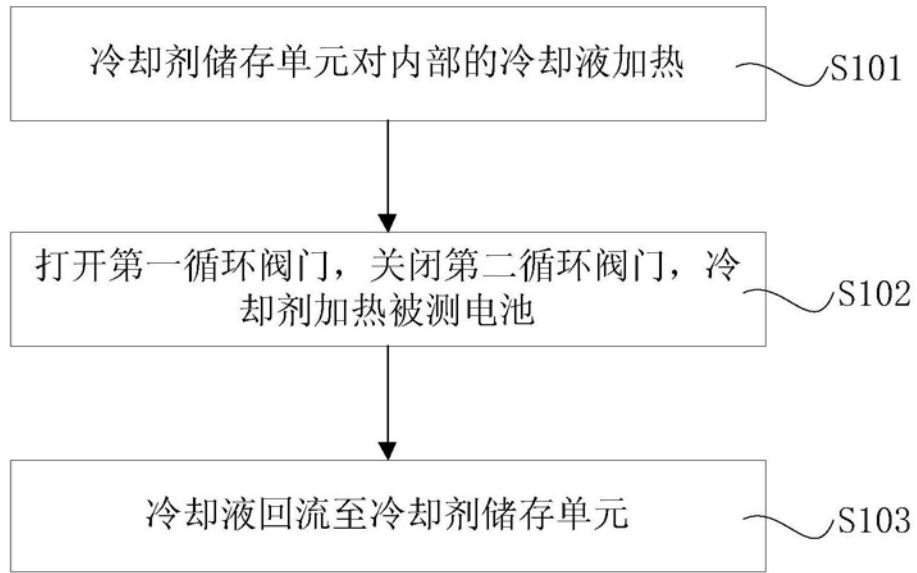 冷却剂储存单元对内部的冷却液加热
S101
打开第一循环阀门，关闭第二循环阀门，冷
却剂加热被测电池
S102
冷却液回流至冷却剂储存单元
S103